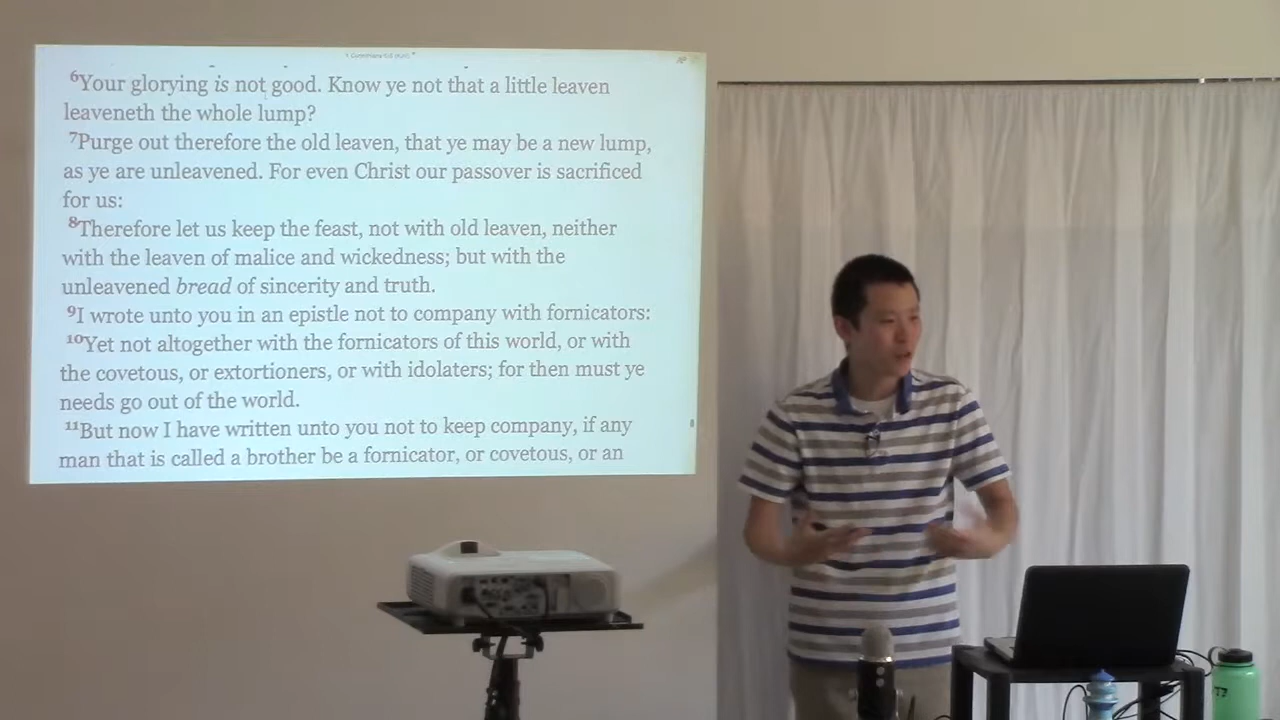 ⁶Your glorying is not good. Know ye not that a little leaven
leaveneth the whole lump?
⁷Purge out therefore the old leaven, that ye may be a new lump,
as ye are unleavened. For even Christ our passover is sacrificed
for us:
⁸Therefore let us keep the feast, not with old leaven, neither
with the leaven of malice and wickedness; but with the
unleavened bread of sincerity and truth.
⁹I wrote unto you in an epistle not to company with fornicators:
¹⁰Yet not altogether with the fornicators of this world, or with
the covetous, or extortioners, or with idolaters; for then must ye
needs go out of the world.
¹¹But now I have written unto you not to keep company, if any
man that is called a brother be a fornicator, or covetous, or an